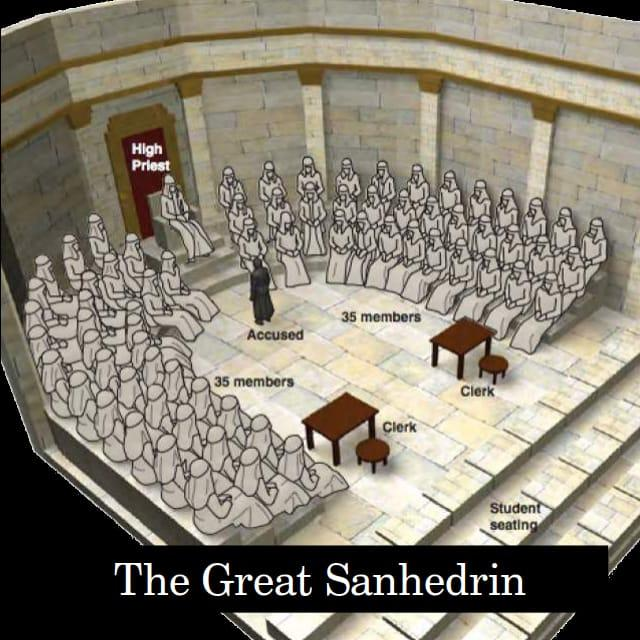 High
Priest
Accused
35 members
35 members
Clerk
Clerk
Student
seating
The Great Sanhedrin